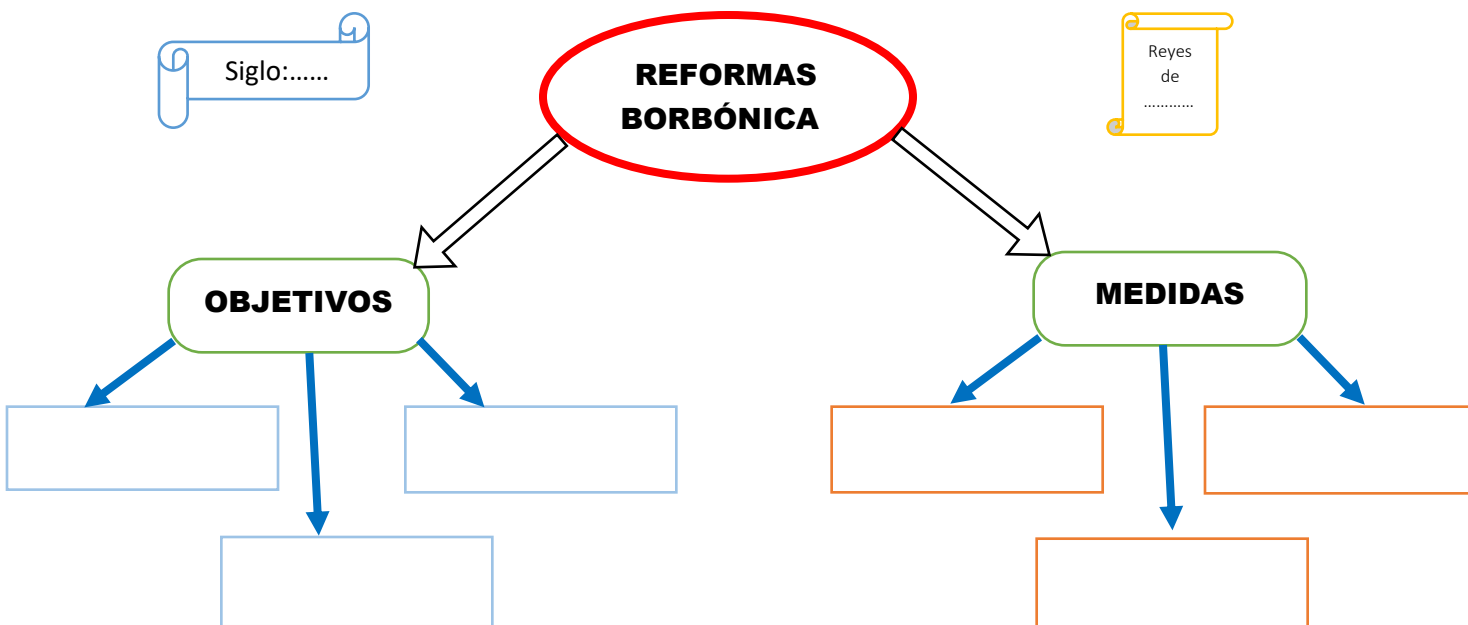 Siglo:......
REFORMAS
BORBÓNICA
Reyes
de
............
OBJETIVOS
MEDIDAS